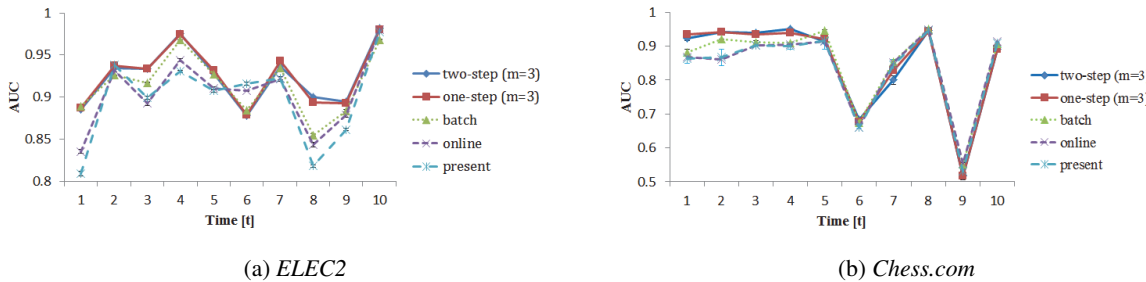 1
0.95
0.9
0.85
0.8
AUC
1 2 3 4 5 6 7 8 9 10
Time [t]
two-step (m=3)
one-step (m=3)
batch
online
present
(a) ELEC2
1
0.9
0.8
0.7
0.6
0.5
AUC
1 2 3 4 5 6 7 8 9 10
Time [t]
two-step (m=3)
one-step (m=3)
batch
online
present
(b) Chess.com